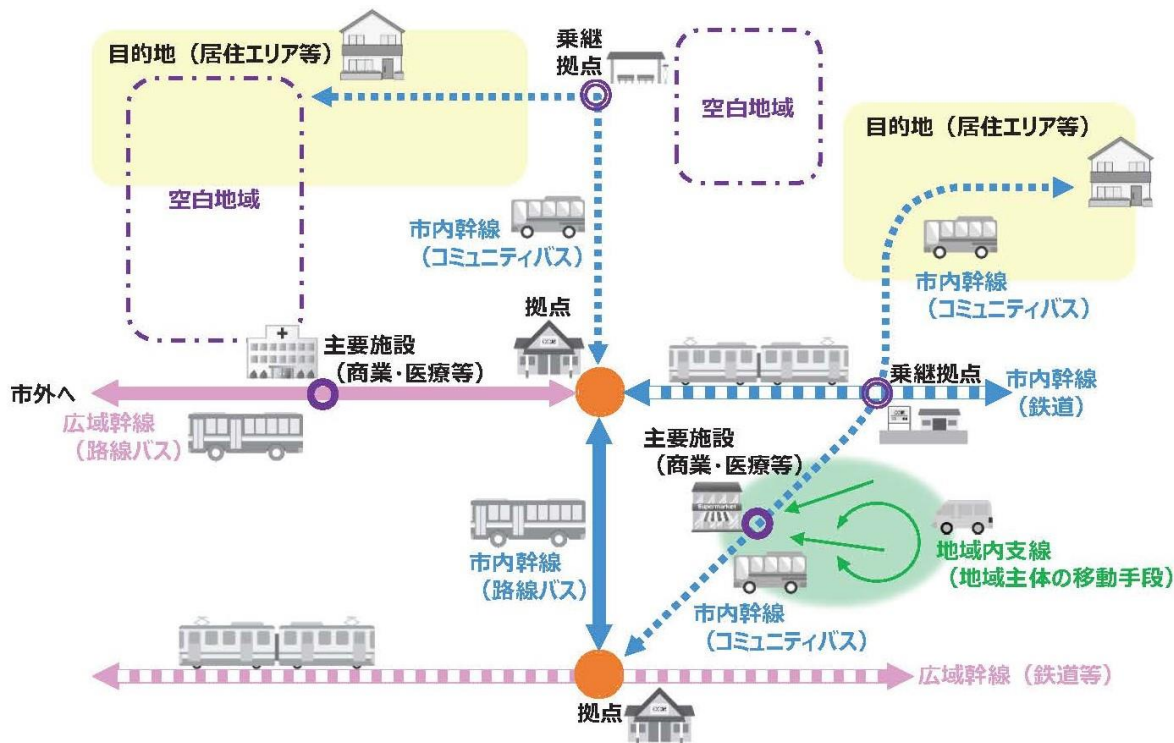 目的地（居住エリア等）
乗継
拠点
空白地域
目的地（居住エリア等）
空白地域
市内幹線
（コミュニティバス）
市内幹線
（コミュニティバス）
拠点
主要施設
（商業・医療等）
乗継拠点
市内幹線
（鉄道）
市外へ
広域幹線
（路線バス）
主要施設
（商業・医療等）
Supermarket
市内幹線
（路線バス）
地域内支線
（地域主体の移動手段）
市内幹線
（コミュニティバス）
広域幹線（鉄道等）
拠点